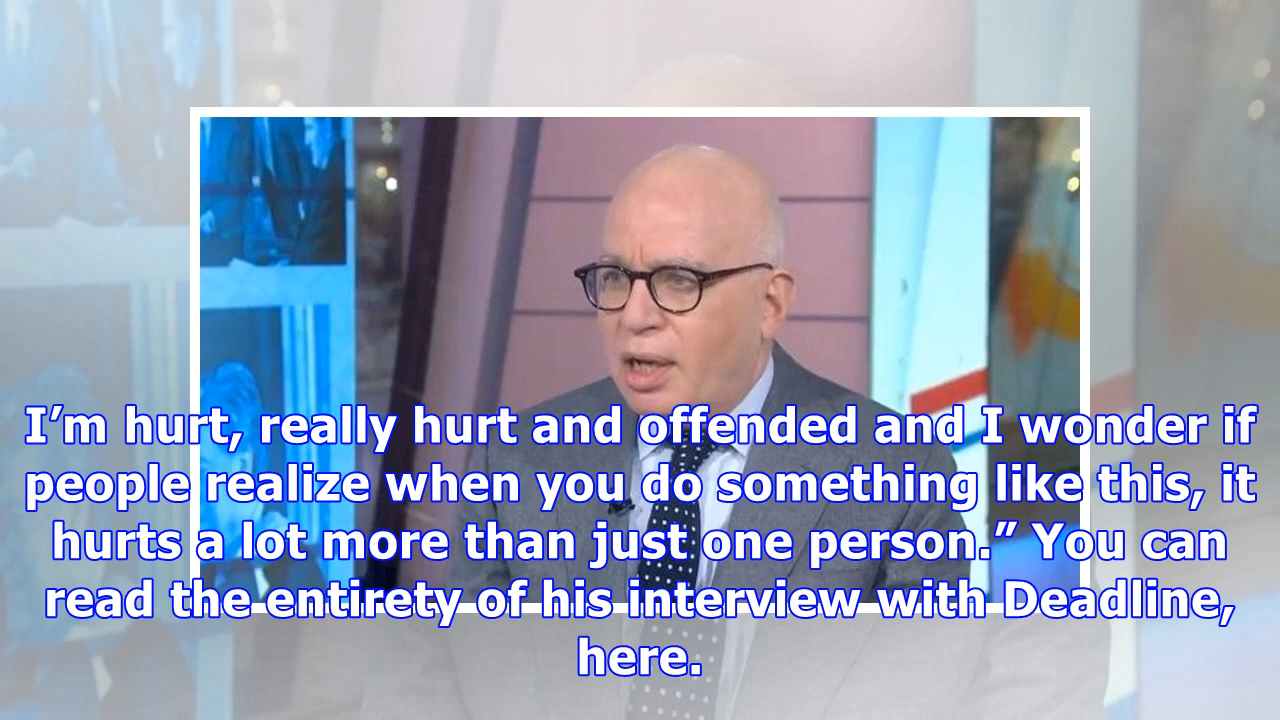 I’m hurt, really hurt and offended and I wonder if
people realize when you do something like this, it
hurts a lot more than just one person.” You can
read the entirety of his interview with Deadline,
here.